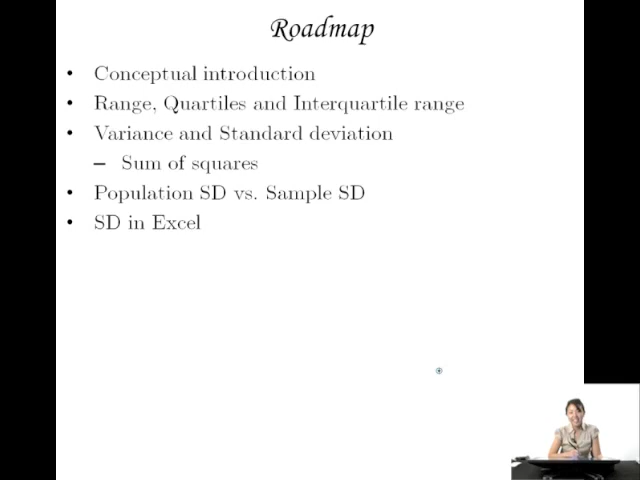 Roadmap
• Conceptual introduction
• Range, Quartiles and Interquartile range
• Variance and Standard deviation
– Sum of squares
• Population SD vs. Sample SD
• SD in Excel